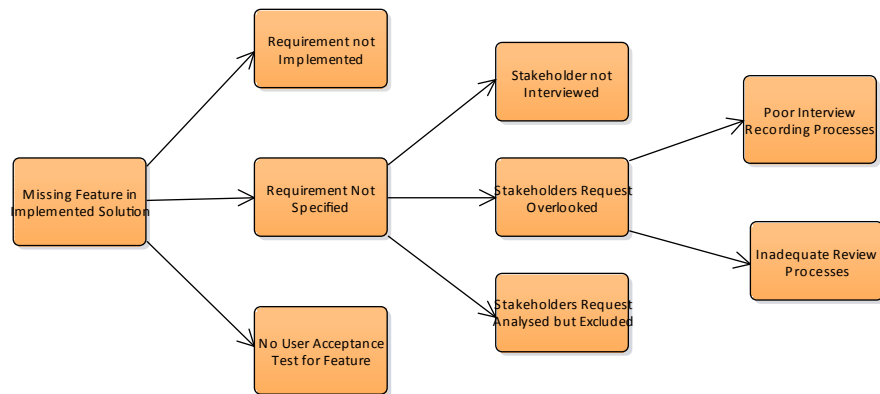 Requirement not
Implemented
Stakeholder not
Interviewed
Poor Interview
Recording Processes
Missing Feature in
Implemented Solution
Requirement Not
Specified
Stakeholders Request
Overlooked
Inadequate Review
Processes
Stakeholders Request
Analysed but Excluded
No User Acceptance
Test for Feature